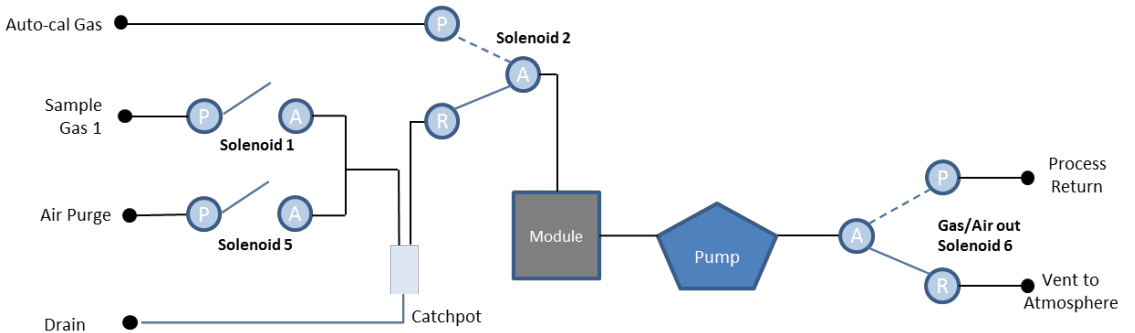 Auto-cal Gas
P
Solenoid 2
A
Sample
Gas 1
P
A
R
Solenoid 1
Air Purge
P
A
Solenoid 5
Module
Pump
A
P
Process
Return
Gas/Air out
Solenoid 6
R
Vent to
Atmosphere
Catchpot
Drain